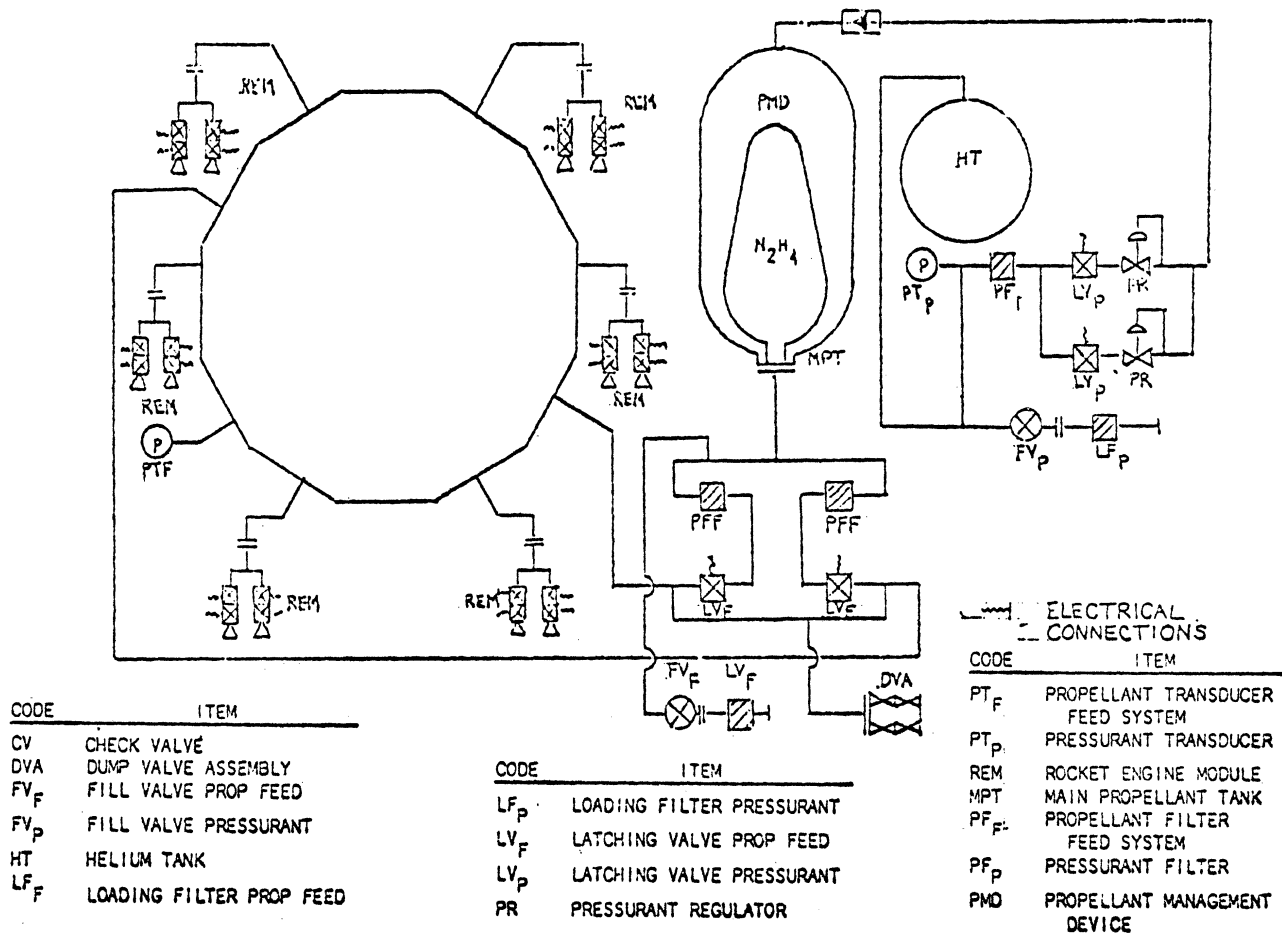 REM
REM
PMD
HT
N2H4
P
PTP
PF
LVP
PR
LVP
PR
REM
REM
MPT
P
PTF
FVP
LFP
PFF
PFF
REM
REM
LVF
LVF
ELECTRICAL
CONNECTIONS
FVF
LVF
DVA
CODE ITEM
CV CHECK VALVE
DVA DUMP VALVE ASSEMBLY
FVF FILL VALVE PROP FEED
FVP FILL VALVE PRESSURANT
HT HELIUM TANK
LFF LOADING FILTER PROP FEED
CODE ITEM
LFP LOADING FILTER PRESSURANT
LVF LATCHING VALVE PROP FEED
LVP LATCHING VALVE PRESSURANT
PR PRESSURANT REGULATOR
CODE ITEM
PTF PROPELLANT TRANSDUCER
FEED SYSTEM
PTP PRESSURANT TRANSDUCER
REM ROCKET ENGINE MODULE
MPT MAIN PROPELLANT TANK
PFF PROPELLANT FILTER
FEED SYSTEM
PFP PRESSURANT FILTER
PMD PROPELLANT MANAGEMENT
DEVICE